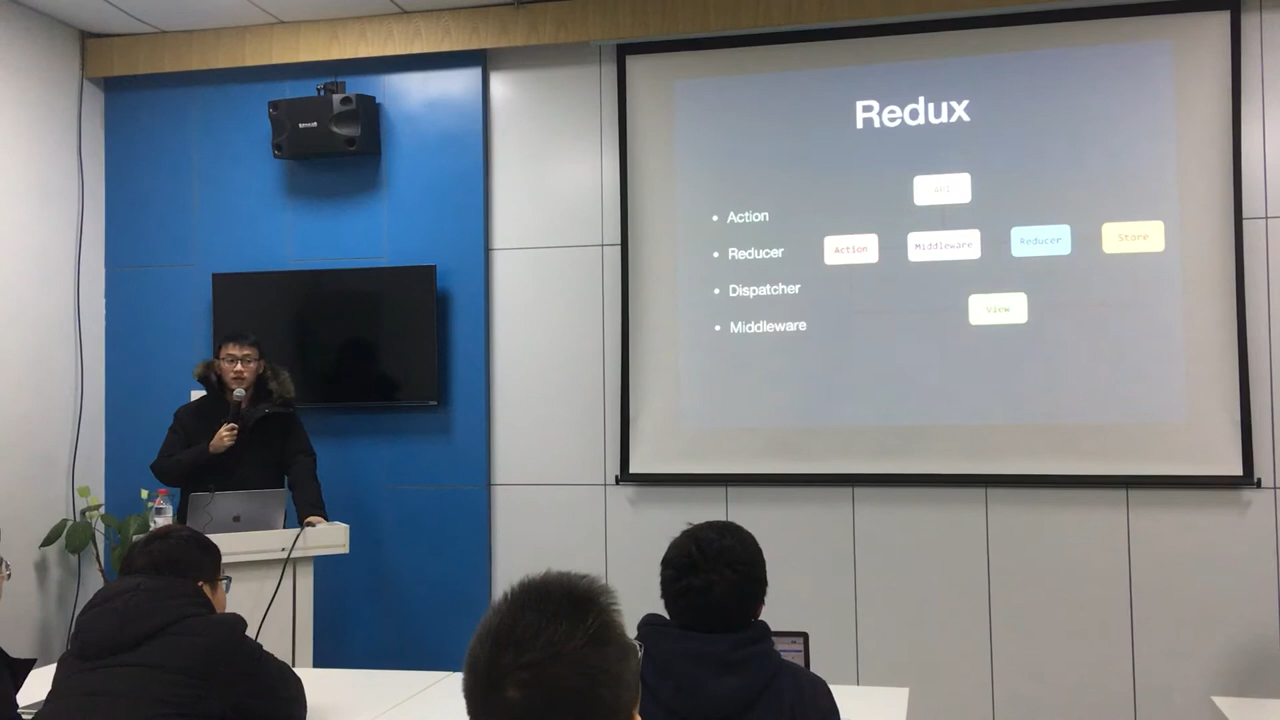 Redux
API
• Action
• Reducer
• Dispatcher
• Middleware
Action
Middleware
Reducer
Store
View